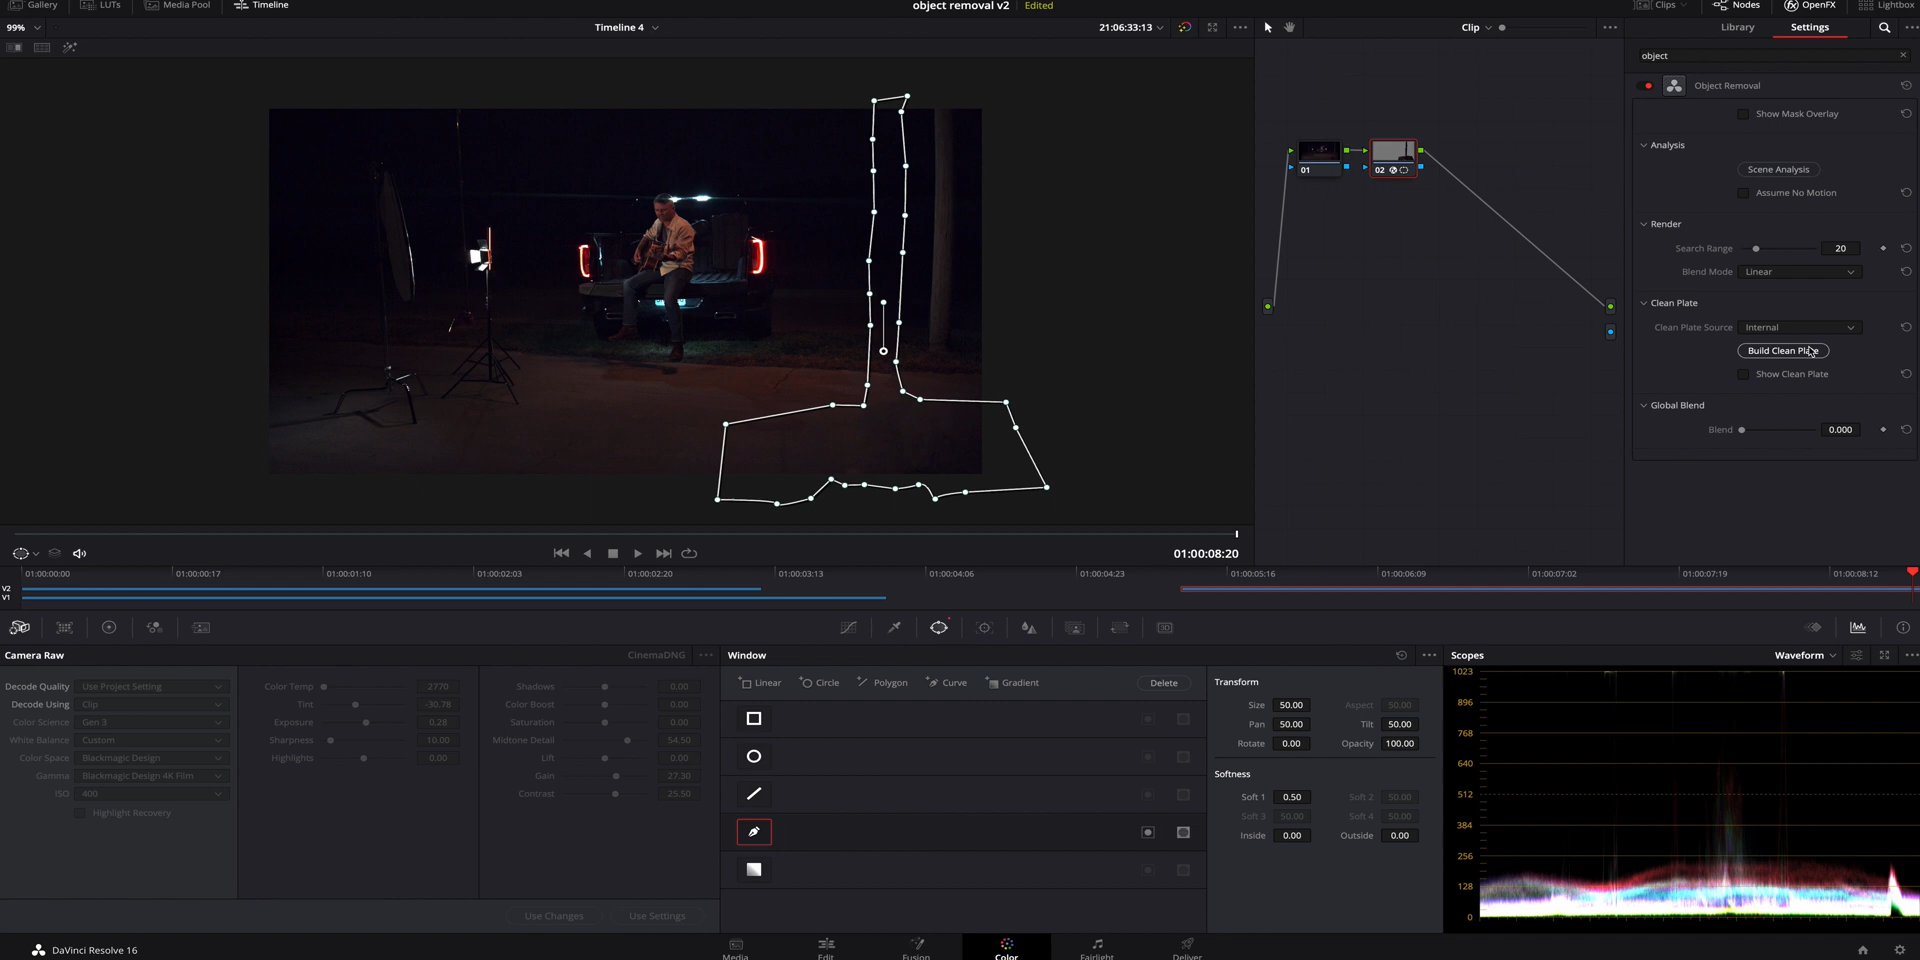 Gallery LUTs Media Pool Timeline object removal v2 Edited Clips Nodes fx OpenFX Lightbox
99% Timeline 4 21:06:33:13 Clip Library Settings
object
Object Removal
Show Mask Overlay
Analysis
Scene Analysis
Assume No Motion
Render
Search Range 20
Blend Mode Linear
Clean Plate
Clean Plate Source Internal
Build Clean Plate
Show Clean Plate
Global Blend
Blend 0.000
01 02
01:00:08:20
01:00:00:00 01:00:00:17 01:00:01:10 01:00:02:03 01:00:02:20 01:00:03:13 01:00:04:06 01:00:04:23 01:00:05:16 01:00:06:09 01:00:07:02 01:00:07:19 01:00:08:12
V2
V1
3D
Camera Raw CinemaDNG
Decode Quality Use Project Setting
Decode Using Clip
Color Science Gen 3
White Balance Custom
Color Space Blackmagic Design
Gamma Blackmagic Design 4K Film
ISO 400
Highlight Recovery
Color Temp 2770
Tint -30.78
Exposure 0.28
Sharpness 10.00
Highlights 0.00
Shadows 0.00
Color Boost 0.00
Saturation 0.00
Midtone Detail 54.50
Lift 0.00
Gain 27.30
Contrast 25.50
Use Changes Use Settings
Window
Linear Circle Polygon Curve Gradient Delete
Transform
Size 50.00 Aspect 50.00
Pan 50.00 Tilt 50.00
Rotate 0.00 Opacity 100.00
Softness
Soft 1 0.50 Soft 2 50.00
Soft 3 50.00 Soft 4 50.00
Inside 0.00 Outside 0.00
Scopes Waveform
1023
896
768
640
512
384
256
128
0
DaVinci Resolve 16
Media Edit Fusion Color Fairlight Deliver